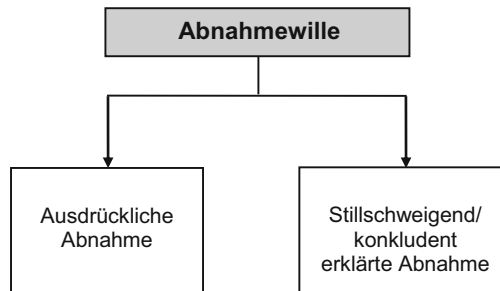 Abnahmewille
Ausdrückliche
Abnahme
Stillschweigend/
konkludent
erklärte Abnahme